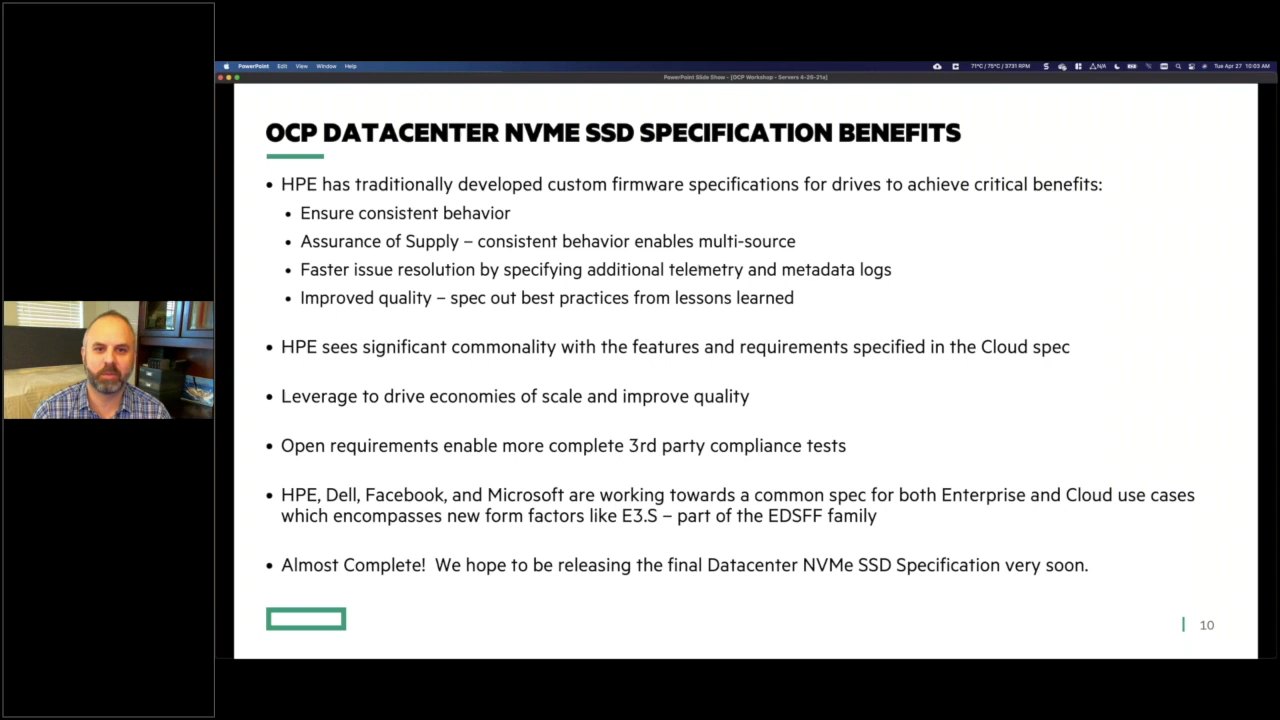 PowerPoint Edit View Window Help 71°C / 75°C / 3731 RPM N/A Tue Apr 27 10:03 AM
PowerPoint Slide Show - [OCP Workshop - Servers 4-20-21a]
OCP DATACENTER NVME SSD SPECIFICATION BENEFITS
• HPE has traditionally developed custom firmware specifications for drives to achieve critical benefits:
• Ensure consistent behavior
• Assurance of Supply – consistent behavior enables multi-source
• Faster issue resolution by specifying additional telemetry and metadata logs
• Improved quality – spec out best practices from lessons learned
• HPE sees significant commonality with the features and requirements specified in the Cloud spec
• Leverage to drive economies of scale and improve quality
• Open requirements enable more complete 3rd party compliance tests
• HPE, Dell, Facebook, and Microsoft are working towards a common spec for both Enterprise and Cloud use cases
which encompasses new form factors like E3.S – part of the EDSFF family
• Almost Complete! We hope to be releasing the final Datacenter NVMe SSD Specification very soon.
10